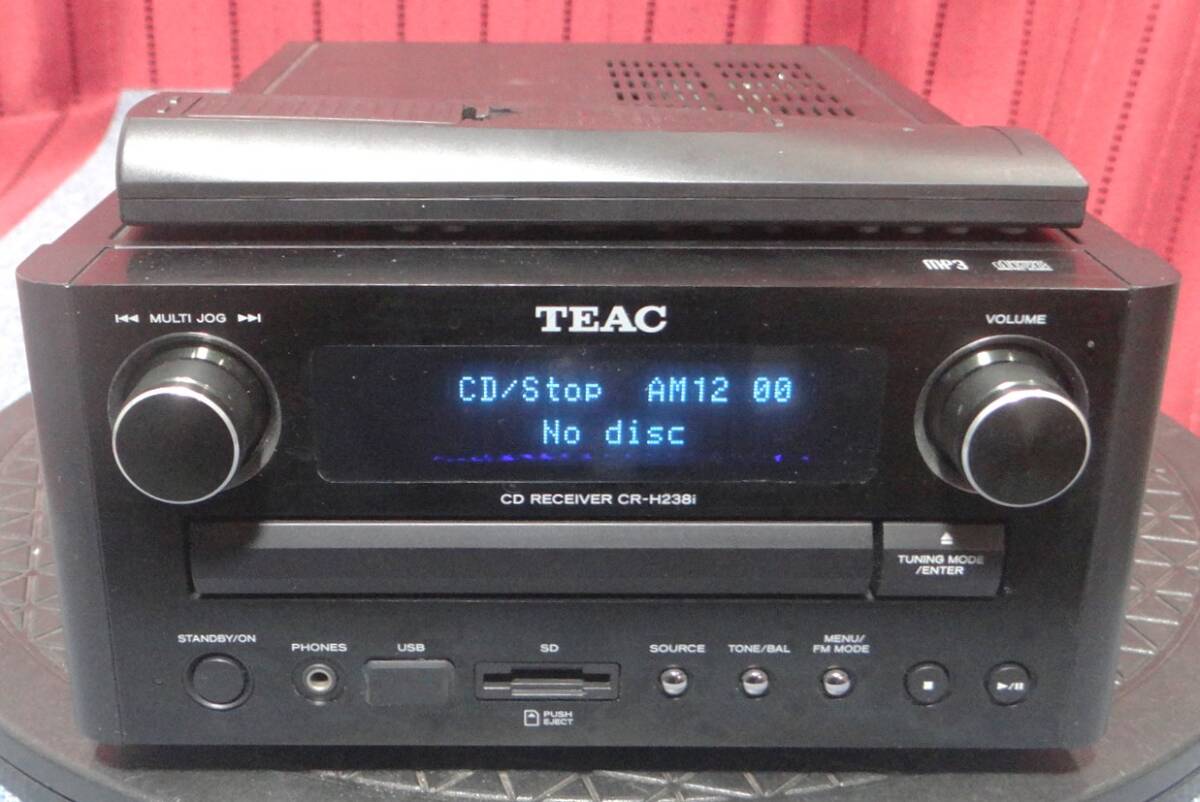 MP3
MULTI JOG
TEAC
VOLUME
CD/Stop AM12 00
No disc
CD RECEIVER CR-H238i
TUNING MODE
/ENTER
STANDBY/ON
PHONES
USB
SD
SOURCE
TONE/BAL
MENU/
FM MODE
PUSH
EJECT